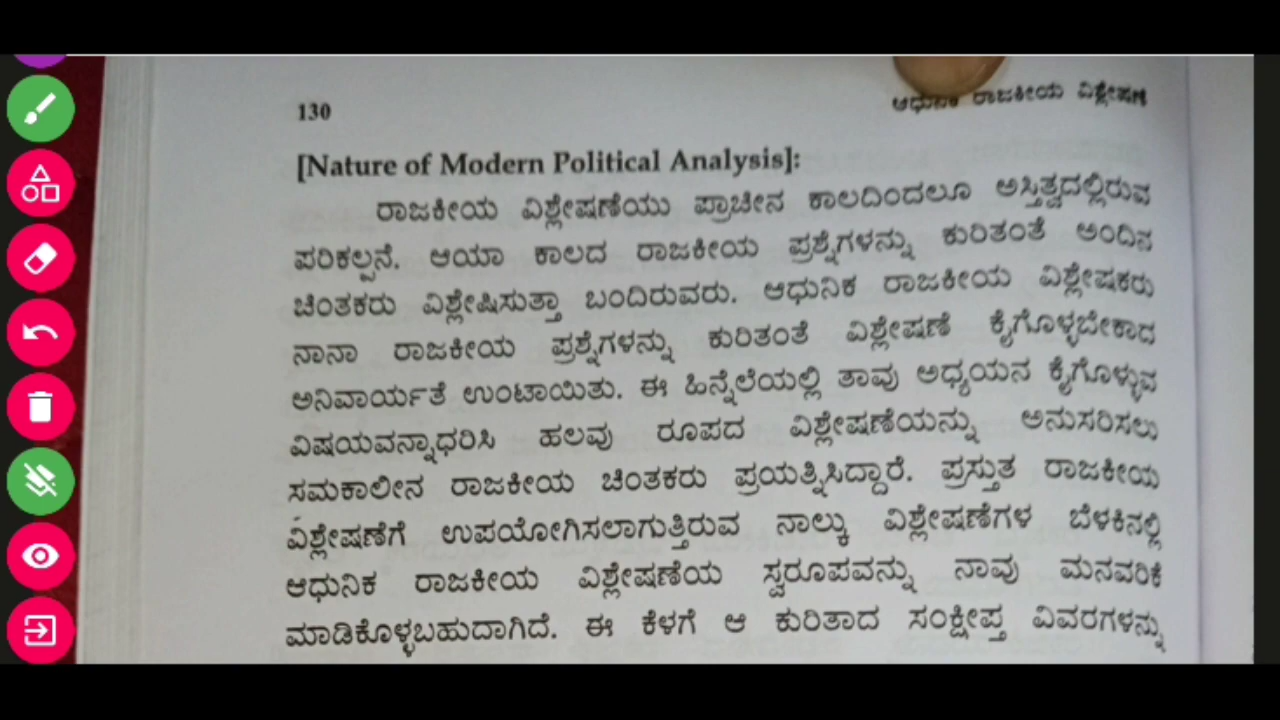 130
ಆಧುನಿಕ ರಾಜಕೀಯ ವಿಶ್ಲೇಷಣೆ
[Nature of Modern Political Analysis]:
ರಾಜಕೀಯ ವಿಶ್ಲೇಷಣೆಯು ಪ್ರಾಚೀನ ಕಾಲದಿಂದಲೂ ಅಸ್ತಿತ್ವದಲ್ಲಿರುವ
ಪರಿಕಲ್ಪನೆ. ಆಯಾ ಕಾಲದ ರಾಜಕೀಯ ಪ್ರಶ್ನೆಗಳನ್ನು ಕುರಿತಂತೆ ಅಂದಿನ
ಚಿಂತಕರು ವಿಶ್ಲೇಷಿಸುತ್ತಾ ಬಂದಿರುವರು. ಆಧುನಿಕ ರಾಜಕೀಯ ವಿಶ್ಲೇಷಕರು
ನಾನಾ ರಾಜಕೀಯ ಪ್ರಶ್ನೆಗಳನ್ನು ಕುರಿತಂತೆ ವಿಶ್ಲೇಷಣೆ ಕೈಗೊಳ್ಳಬೇಕಾದ
ಅನಿವಾರ್ಯತೆ ಉಂಟಾಯಿತು. ಈ ಹಿನ್ನೆಲೆಯಲ್ಲಿ ತಾವು ಅಧ್ಯಯನ ಕೈಗೊಳ್ಳುವ
ವಿಷಯವನ್ನಾಧರಿಸಿ ಹಲವು ರೂಪದ ವಿಶ್ಲೇಷಣೆಯನ್ನು ಅನುಸರಿಸಲು
ಸಮಕಾಲೀನ ರಾಜಕೀಯ ಚಿಂತಕರು ಪ್ರಯತ್ನಿಸಿದ್ದಾರೆ. ಪ್ರಸ್ತುತ ರಾಜಕೀಯ
ವಿಶ್ಲೇಷಣೆಗೆ ಉಪಯೋಗಿಸಲಾಗುತ್ತಿರುವ ನಾಲ್ಕು ವಿಶ್ಲೇಷಣೆಗಳ ಬೆಳಕಿನಲ್ಲಿ
ಆಧುನಿಕ ರಾಜಕೀಯ ವಿಶ್ಲೇಷಣೆಯ ಸ್ವರೂಪವನ್ನು ನಾವು ಮನವರಿಕೆ
ಮಾಡಿಕೊಳ್ಳಬಹುದಾಗಿದೆ. ಈ ಕೆಳಗೆ ಆ ಕುರಿತಾದ ಸಂಕ್ಷೀಪ್ತ ವಿವರಗಳನ್ನು